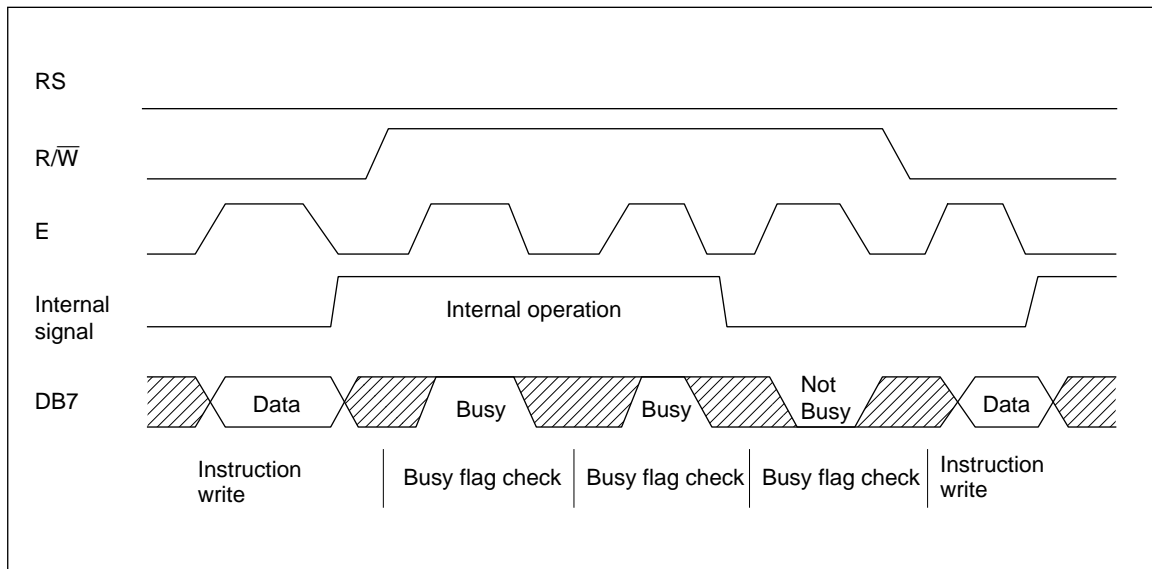 RS
R/W̅
E
Internal
signal
Internal operation
DB7
Data
Busy
Busy
Not
Busy
Data
Instruction
write
Busy flag check
Busy flag check
Busy flag check
Instruction
write